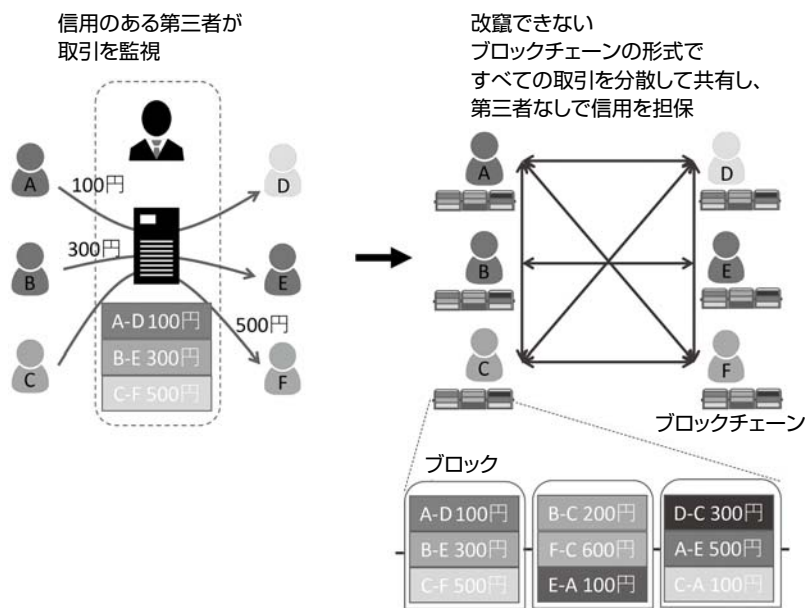 信用のある第三者が
取引を監視
A
100円
D
B
300円
E
C
500円
F
A-D 100円
B-E 300円
C-F 500円
改竄できない
ブロックチェーンの形式で
すべての取引を分散して共有し、
第三者なしで信用を担保
A
D
B
E
C
F
ブロックチェーン
ブロック
A-D 100円
B-E 300円
C-F 500円
B-C 200円
F-C 600円
E-A 100円
D-C 300円
A-E 500円
C-A 100円